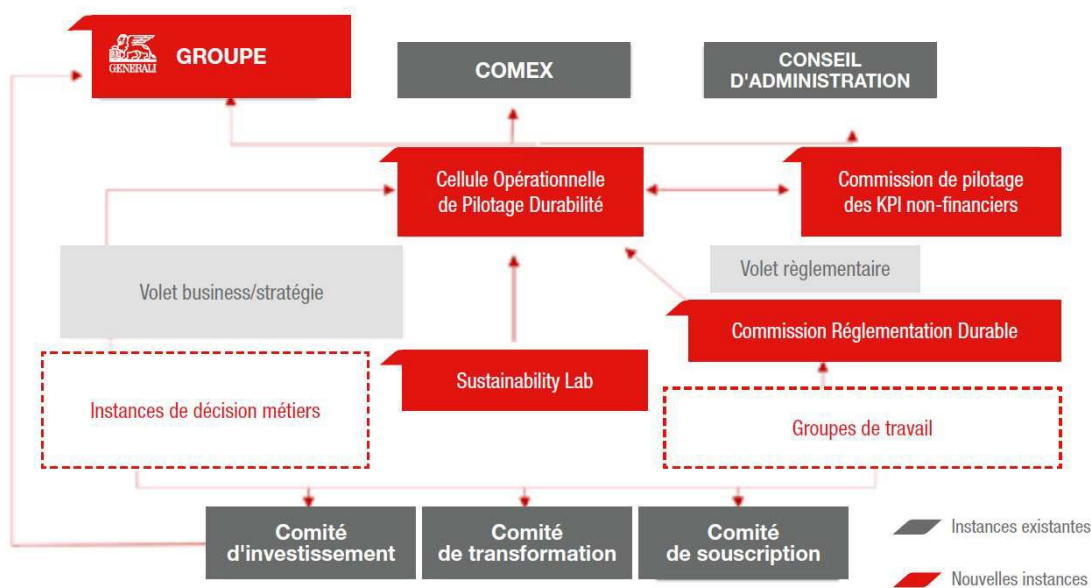 GENERALI
GROUPE
COMEX
CONSEIL
D'ADMINISTRATION
Cellule Opérationnelle
de Pilotage Durabilité
Commission de pilotage
des KPI non-financiers
Volet business/stratégie
Volet règlementaire
Commission Réglementation Durable
Sustainability Lab
Instances de décision métiers
Groupes de travail
Comité
d'investissement
Comité
de transformation
Comité
de souscription
Instances existantes
Nouvelles instances